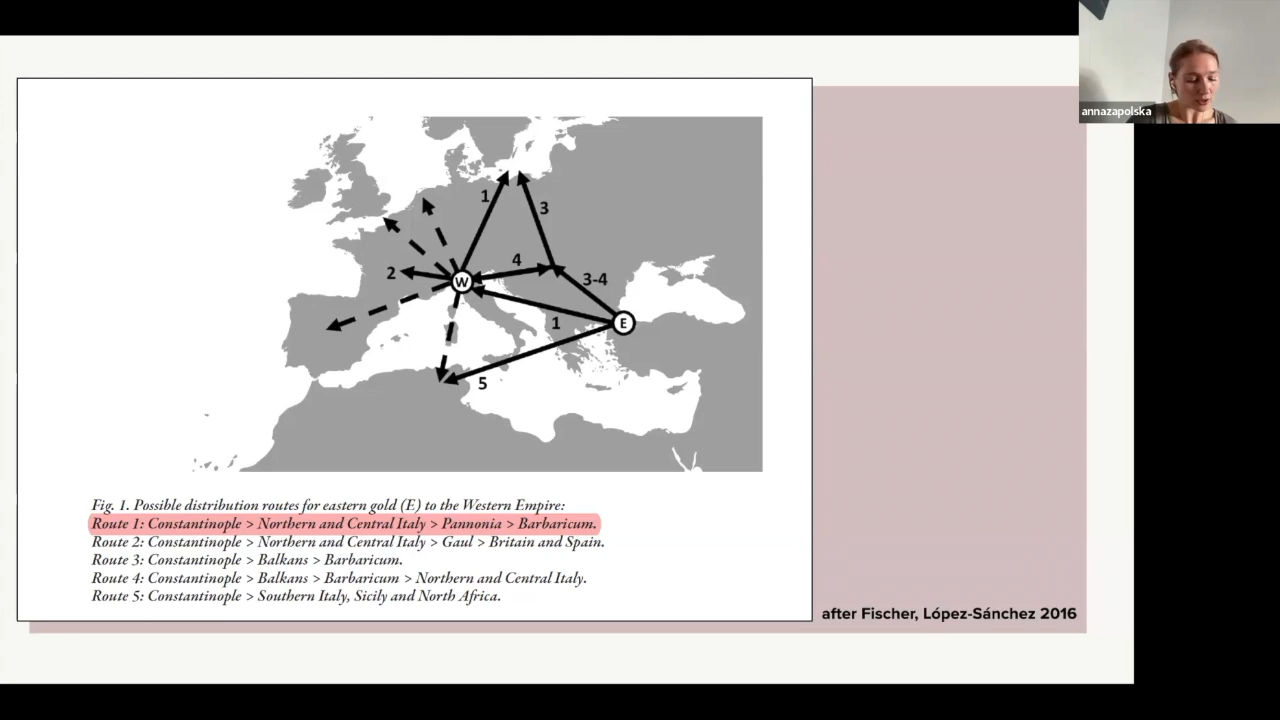 annazapolska
1
3
4
2
W
3-4
1
E
5
Fig. 1. Possible distribution routes for eastern gold (E) to the Western Empire:
Route 1: Constantinople > Northern and Central Italy > Pannonia > Barbaricum.
Route 2: Constantinople > Northern and Central Italy > Gaul > Britain and Spain.
Route 3: Constantinople > Balkans > Barbaricum.
Route 4: Constantinople > Balkans > Barbaricum > Northern and Central Italy.
Route 5: Constantinople > Southern Italy, Sicily and North Africa.
after Fischer, López-Sánchez 2016